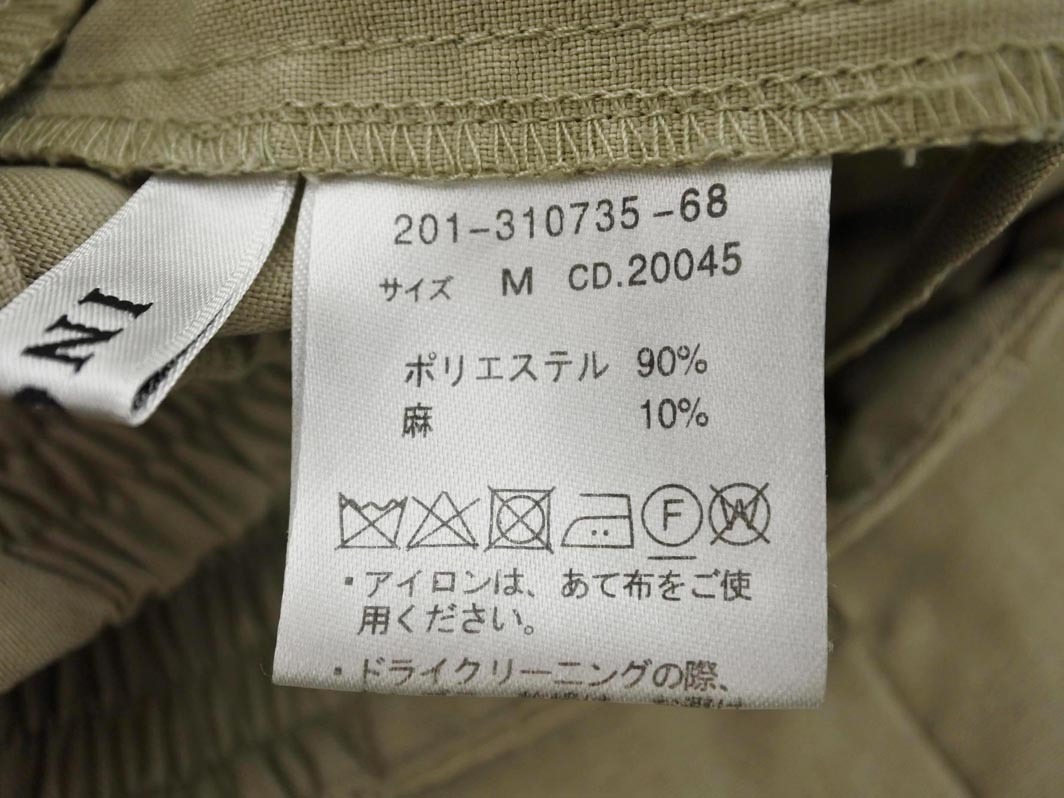 201-310735-68
サイズ M CD.20045
ポリエステル 90%
麻 10%
F W
・アイロンは、あて布をご使
用ください。
・ドライクリーニングの際、
NI